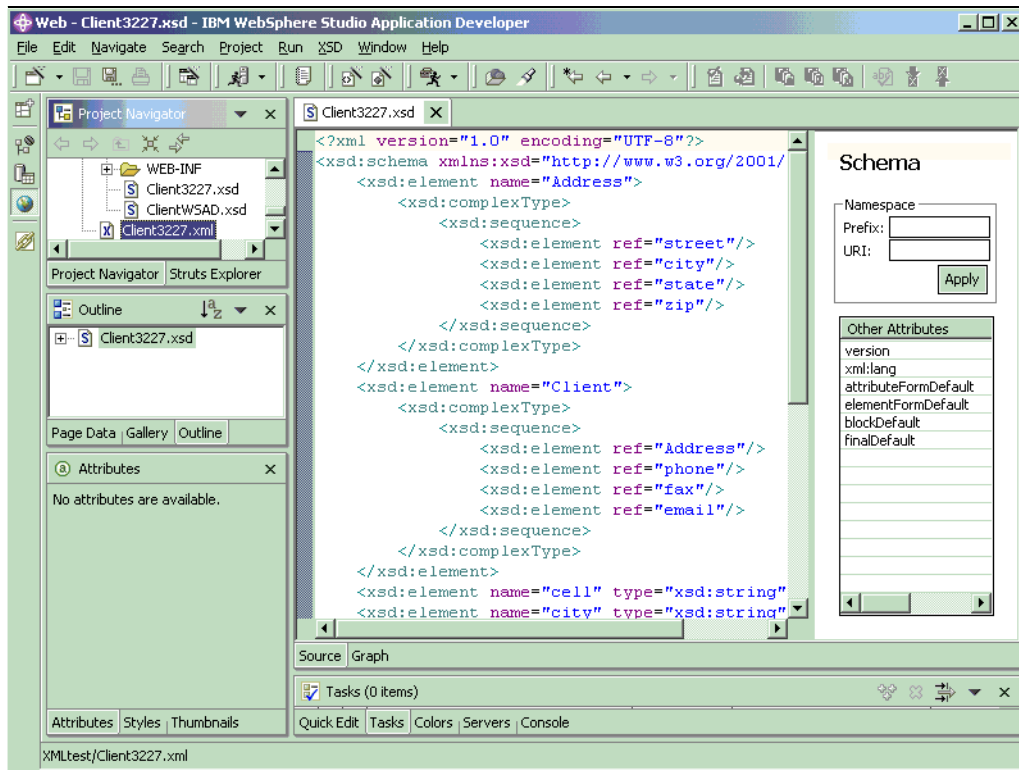 Web - Client3227.xsd - IBM WebSphere Studio Application Developer
File Edit Navigate Search Project Run XSD Window Help
Project Navigator
WEB-INF
Client3227.xsd
ClientWSAD.xsd
Client3227.xml
Project Navigator Struts Explorer
Outline
Client3227.xsd
Page Data Gallery Outline
Attributes
No attributes are available.
Attributes Styles Thumbnails
Client3227.xsd
<?xml version="1.0" encoding="UTF-8"?>
<xsd:schema xmlns:xsd="http://www.w3.org/2001/
<xsd:element name="Address">
<xsd:complexType>
<xsd:sequence>
<xsd:element ref="street"/>
<xsd:element ref="city"/>
<xsd:element ref="state"/>
<xsd:element ref="zip"/>
</xsd:sequence>
</xsd:complexType>
</xsd:element>
<xsd:element name="Client">
<xsd:complexType>
<xsd:sequence>
<xsd:element ref="Address"/>
<xsd:element ref="phone"/>
<xsd:element ref="fax"/>
<xsd:element ref="email"/>
</xsd:sequence>
</xsd:complexType>
</xsd:element>
<xsd:element name="cell" type="xsd:string"
<xsd:element name="city" type="xsd:string"
Source Graph
Schema
Namespace
Prefix:
URI:
Apply
Other Attributes
version
xml:lang
attributeFormDefault
elementFormDefault
blockDefault
finalDefault
Tasks (0 items)
Quick Edit Tasks Colors Servers Console
XMLtest/Client3227.xml